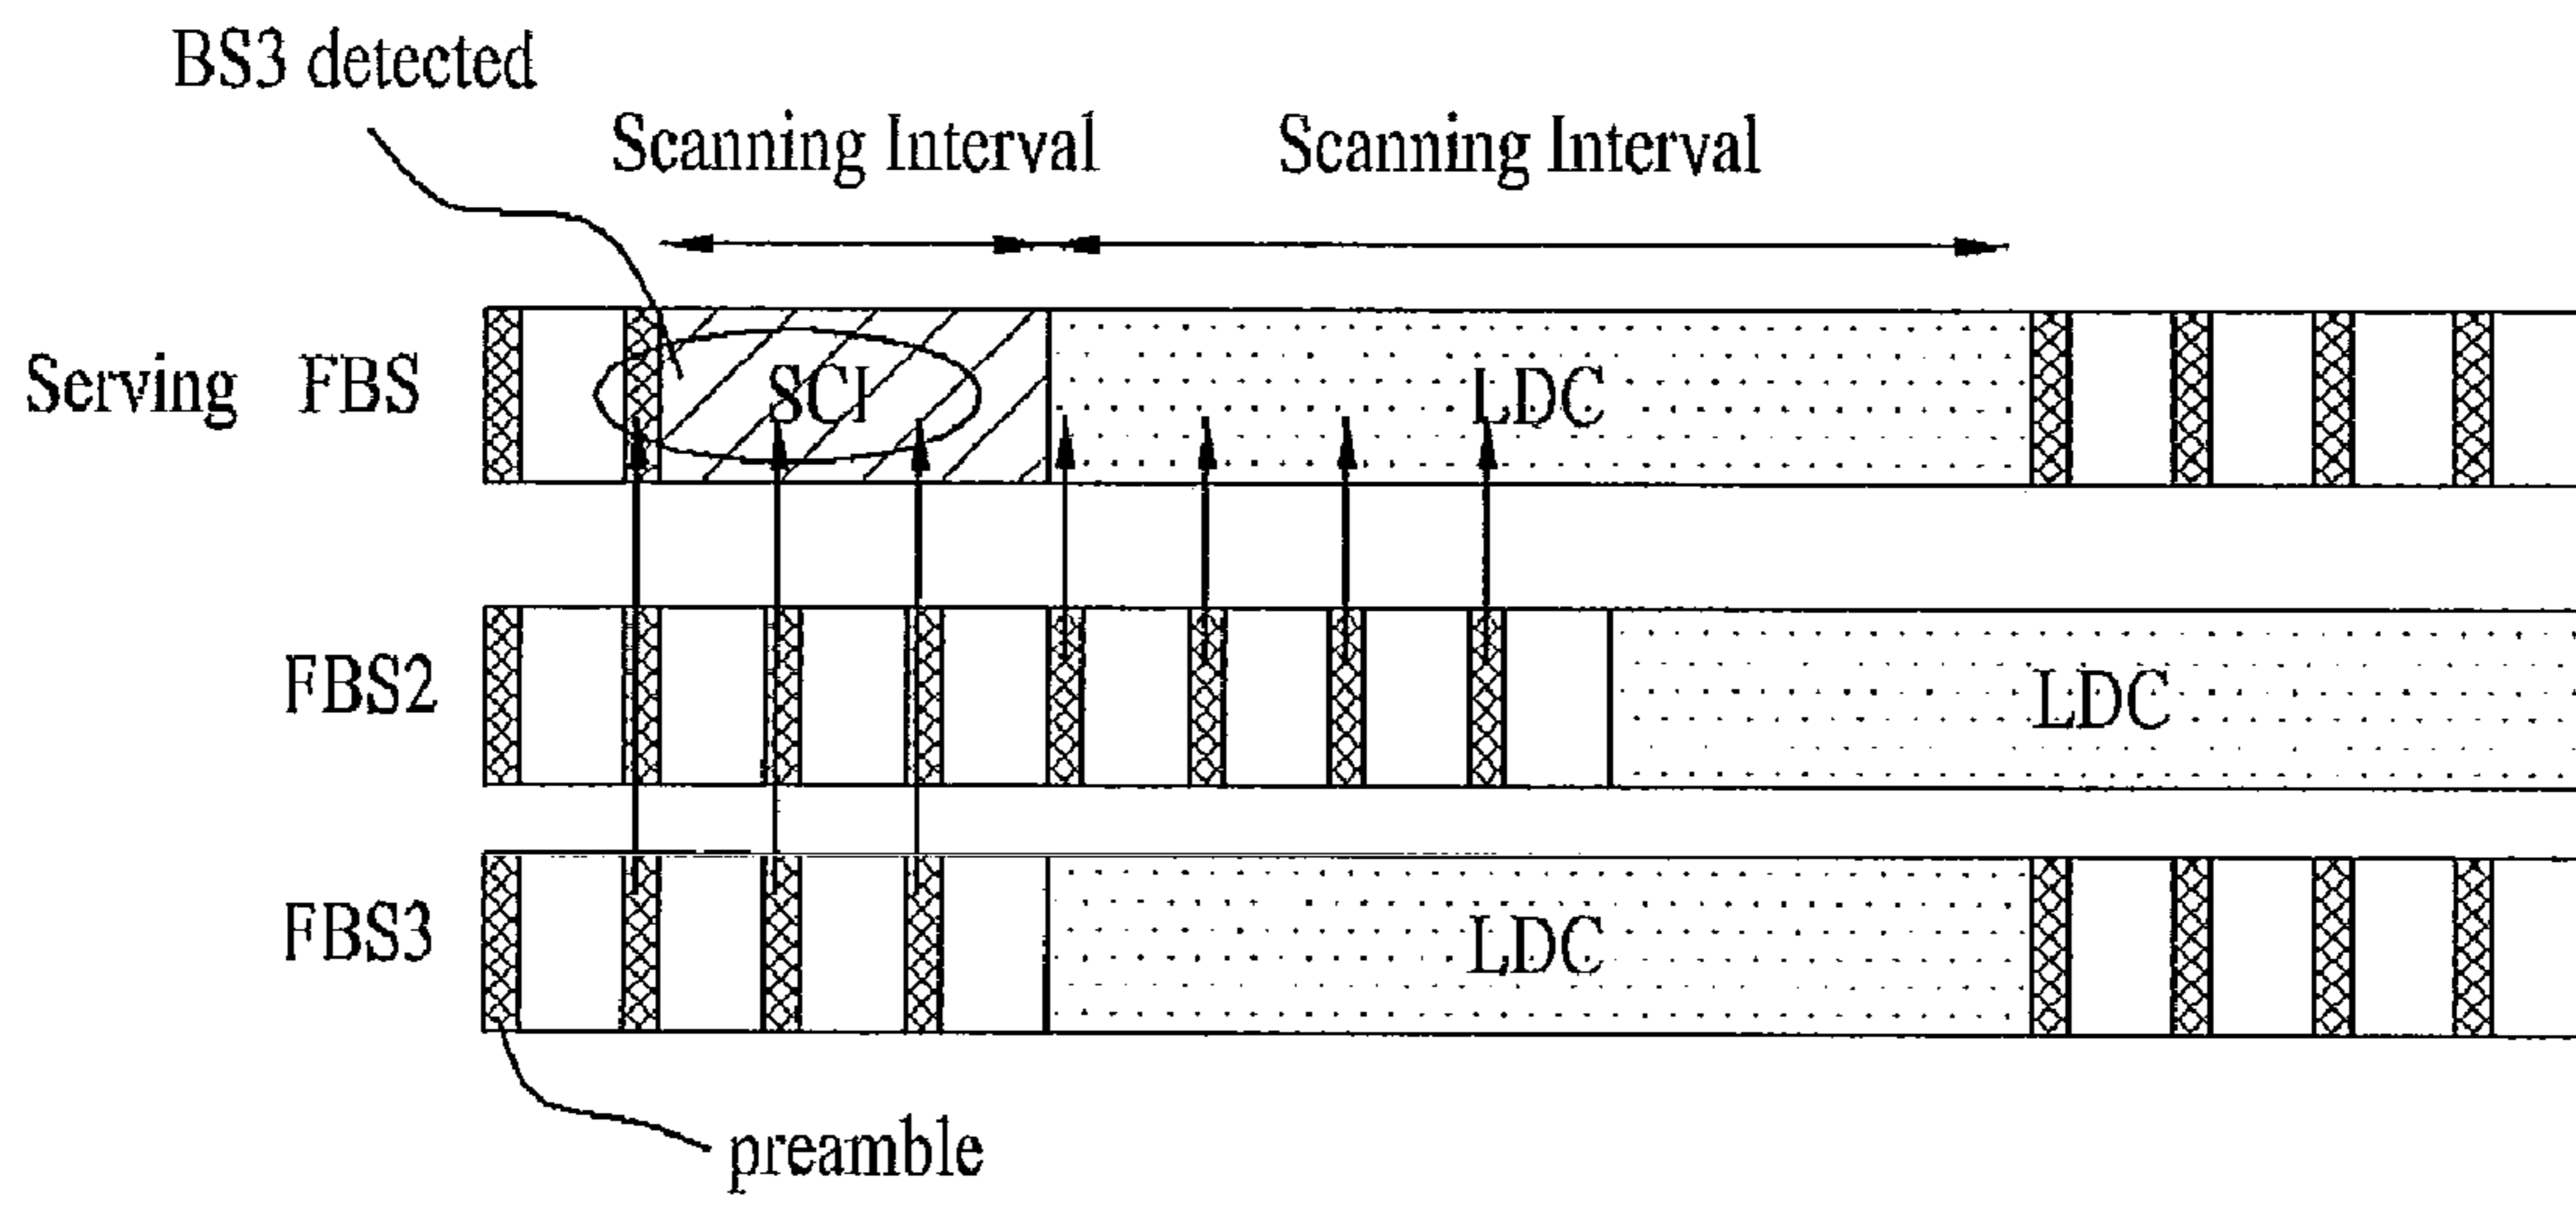 BS3 detected
Scanning Interval
Scanning Interval
Serving FBS
SCI
LDC
FBS2
LDC
FBS3
LDC
preamble